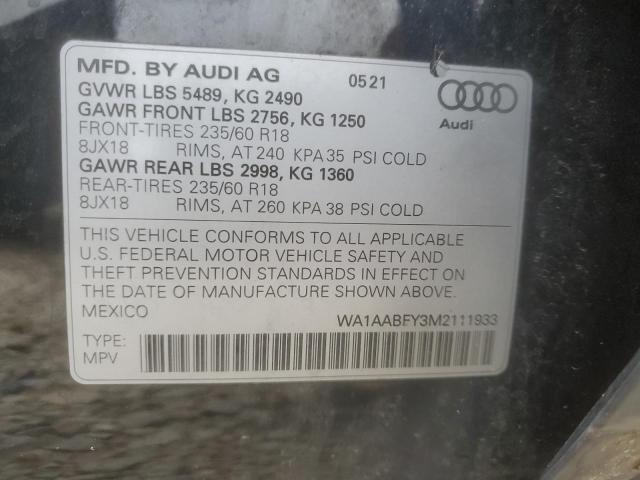 MFD. BY AUDI AG 05 21
GVWR LBS 5489, KG 2490
GAWR FRONT LBS 2756, KG 1250
FRONT-TIRES 235/60 R18
8JX18 RIMS, AT 240 KPA 35 PSI COLD
GAWR REAR LBS 2998, KG 1360
REAR-TIRES 235/60 R18
8JX18 RIMS, AT 260 KPA 38 PSI COLD
Audi
THIS VEHICLE CONFORMS TO ALL APPLICABLE
U.S. FEDERAL MOTOR VEHICLE SAFETY AND
THEFT PREVENTION STANDARDS IN EFFECT ON
THE DATE OF MANUFACTURE SHOWN ABOVE.
MEXICO WA1AABFY3M2111933
TYPE:
MPV